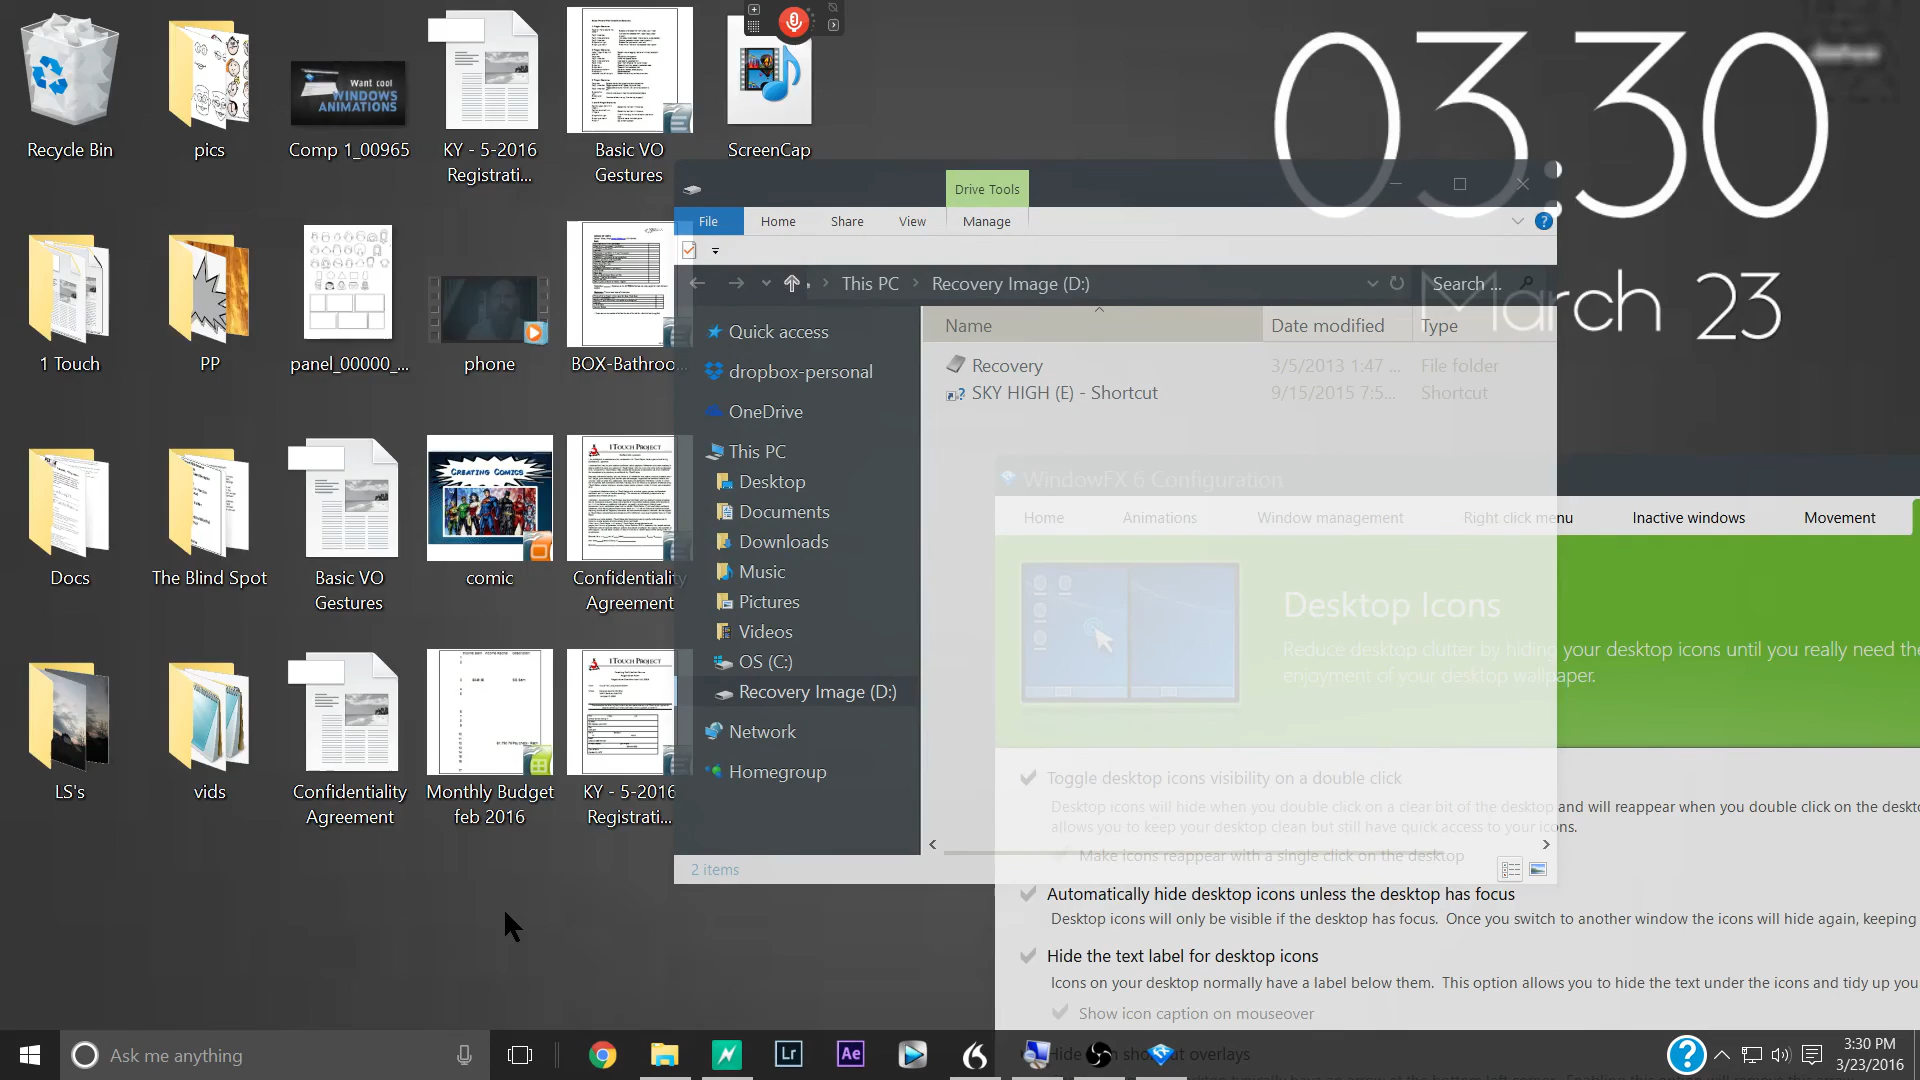 03.30
March 23
Recycle Bin
pics
Want cool
WINDOWS
ANIMATIONS
Comp 1_00965
KY - 5-2016
Registrati...
Basic VO
Gestures
ScreenCap
1 Touch
PP
panel_00000_...
phone
BOX-Bathroo...
Docs
The Blind Spot
Basic VO
Gestures
CREATING COMICS
comic
1TOUCH PROJECT
Confidentiality
Agreement
LS's
vids
Confidentiality
Agreement
Monthly Budget
feb 2016
1TOUCH PROJECT
KY - 5-2016
Registrati...
Drive Tools
File
Home
Share
View
Manage
This PC
Recovery Image (D:)
Search ...
Quick access
dropbox-personal
OneDrive
This PC
Desktop
Documents
Downloads
Music
Pictures
Videos
OS (C:)
Recovery Image (D:)
Network
Homegroup
Name
Date modified
Type
Recovery
3/5/2013 1:47 ...
File folder
SKY HIGH (E) - Shortcut
9/15/2015 7:5...
Shortcut
2 items
WindowFX 6 Configuration
Home
Animations
Window management
Right click menu
Inactive windows
Movement
Desktop Icons
Reduce desktop clutter by hiding your desktop icons until you really need the
enjoyment of your desktop wallpaper.
Toggle desktop icons visibility on a double click
Desktop icons will hide when you double click on a clear bit of the desktop and will reappear when you double click on the deskto
allows you to keep your desktop clean but still have quick access to your icons.
Make icons reappear with a single click on the desktop
Automatically hide desktop icons unless the desktop has focus
Desktop icons will only be visible if the desktop has focus. Once you switch to another window the icons will hide again, keeping
Hide the text label for desktop icons
Icons on your desktop normally have a label below them. This option allows you to hide the text under the icons and tidy up you
Show icon caption on mouseover
Ask me anything
Lr
Ae
3:30 PM
3/23/2016